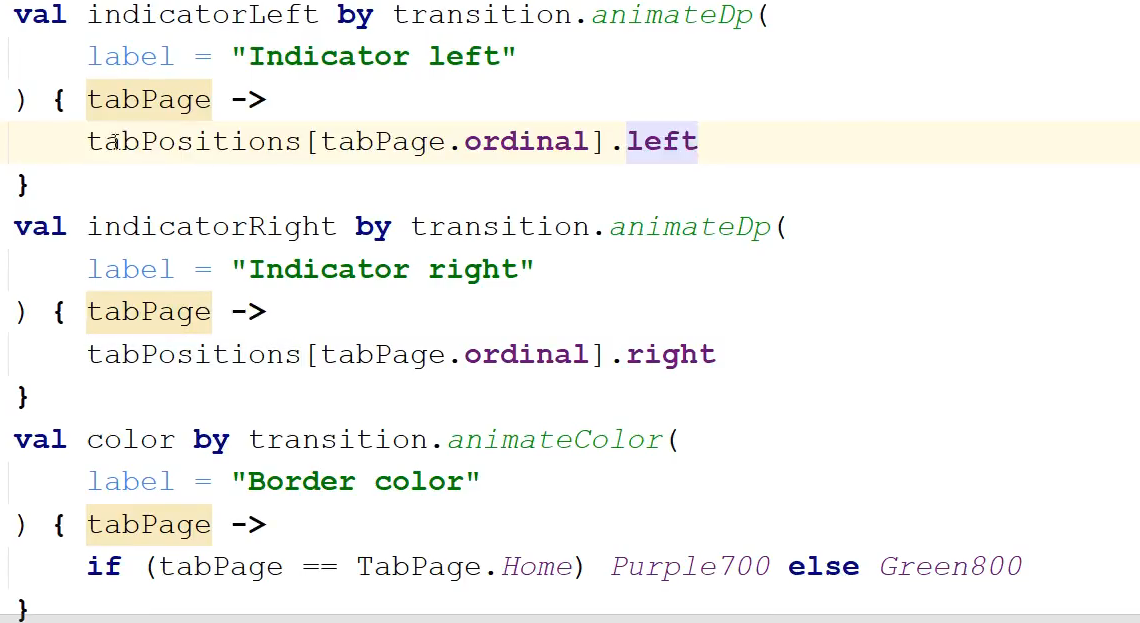 val indicatorLeft by transition.animateDp(
    label = "Indicator left"
) { tabPage ->
    tabPositions[tabPage.ordinal].left
}
val indicatorRight by transition.animateDp(
    label = "Indicator right"
) { tabPage ->
    tabPositions[tabPage.ordinal].right
}
val color by transition.animateColor(
    label = "Border color"
) { tabPage ->
    if (tabPage == TabPage.Home) Purple700 else Green800
}